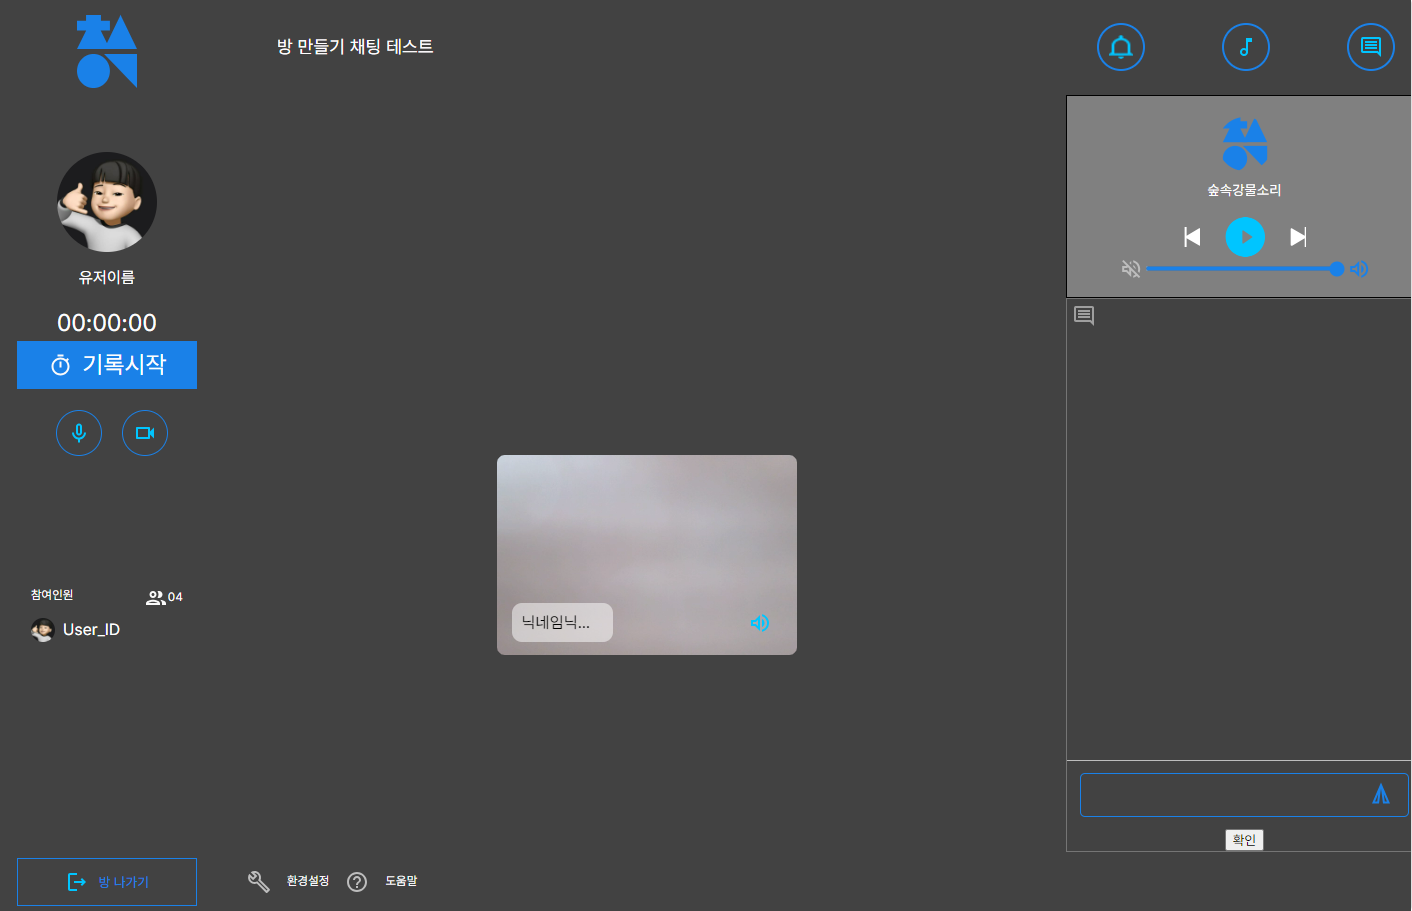 방 만들기 채팅 테스트
숲속강물소리
유저이름
00:00:00
기록시작
닉네임닉...
참여인원
04
User_ID
확인
방 나가기
환경설정
도움말